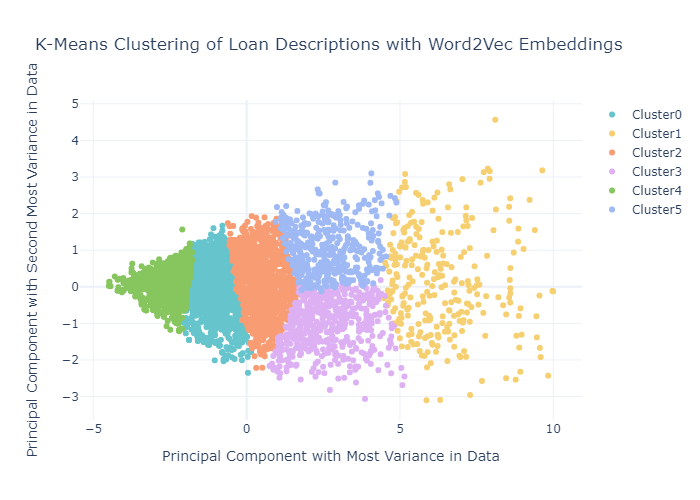 K-Means Clustering of Loan Descriptions with Word2Vec Embeddings
Principal Component with Second Most Variance in Data
5
4
3
2
1
0
−1
−2
−3
−5
0
5
10
Principal Component with Most Variance in Data
Cluster0
Cluster1
Cluster2
Cluster3
Cluster4
Cluster5